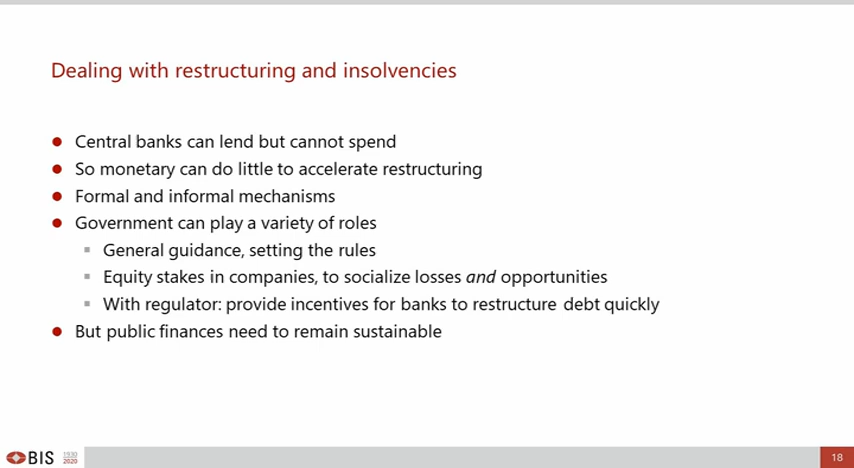 Dealing with restructuring and insolvencies
Central banks can lend but cannot spend
So monetary can do little to accelerate restructuring
Formal and informal mechanisms
Government can play a variety of roles
General guidance, setting the rules
Equity stakes in companies, to socialize losses and opportunities
With regulator: provide incentives for banks to restructure debt quickly
But public finances need to remain sustainable
BIS 1930
2020
18